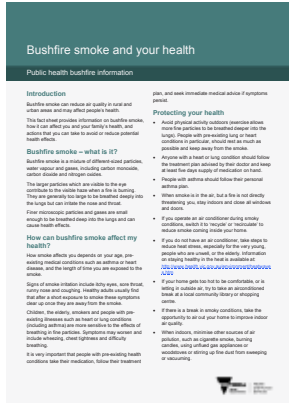 Bushfire smoke and your health
Public health bushfire information
Introduction
Bushfire smoke can reduce air quality in rural and
urban areas and may affect people's health.
This fact sheet provides information on bushfire smoke,
how it can affect you and your family's health, and
actions that you can take to avoid or reduce potential
health effects.
Bushfire smoke – what is it?
Bushfire smoke is a mixture of different-sized particles,
water vapour and gases, including carbon monoxide,
carbon dioxide and nitrogen oxides.
The larger particles which are visible to the eye
contribute to the visible haze when a fire is burning.
They are generally too large to be breathed deeply into
the lungs but can irritate the nose and throat.
Finer microscopic particles and gases are small
enough to be breathed deep into the lungs and can
cause health effects.
How can bushfire smoke affect my
health?
How smoke affects you depends on your age, pre-
existing medical conditions such as asthma or heart
disease, and the length of time you are exposed to the
smoke.
Signs of smoke irritation include itchy eyes, sore throat,
runny nose and coughing. Healthy adults usually find
that after a short exposure to smoke these symptoms
clear up once they are away from the smoke.
Children, the elderly, smokers and people with pre-
existing illnesses such as heart or lung conditions
(including asthma) are more sensitive to the effects of
breathing in fine particles. Symptoms may worsen and
include wheezing, chest tightness and difficulty
breathing.
It is very important that people with pre-existing health
conditions take their medication, follow their treatment
plan, and seek immediate medical advice if symptoms
persist.
Protecting your health
• Avoid physical activity outdoors (exercise allows
more fine particles to be breathed deeper into the
lungs). People with pre-existing lung or heart
conditions in particular, should rest as much as
possible and keep away from the smoke.
• Anyone with a heart or lung condition should follow
the treatment plan advised by their doctor and keep
at least five days supply of medication on hand.
• People with asthma should follow their personal
asthma plan.
• When smoke is in the air, but a fire is not directly
threatening you, stay indoors and close all windows
and doors.
• If you operate an air conditioner during smoky
conditions, switch it to 'recycle' or 'recirculate' to
reduce smoke coming inside your home.
• If you do not have an air conditioner, take steps to
reduce heat stress, especially for the very young,
people who are unwell, or the elderly. Information
on staying healthy in the heat is available at:
• If your home gets too hot to be comfortable, or is
letting in outside air, try to take an airconditioned
break at a local community library or shopping
centre.
• If there is a break in smoky conditions, take the
opportunity to air out your home to improve indoor
air quality.
• When indoors, minimise other sources of air
pollution, such as cigarette smoke, burning
candles, using unflued gas appliances or
woodstoves or stirring up fine dust from sweeping
or vacuuming.